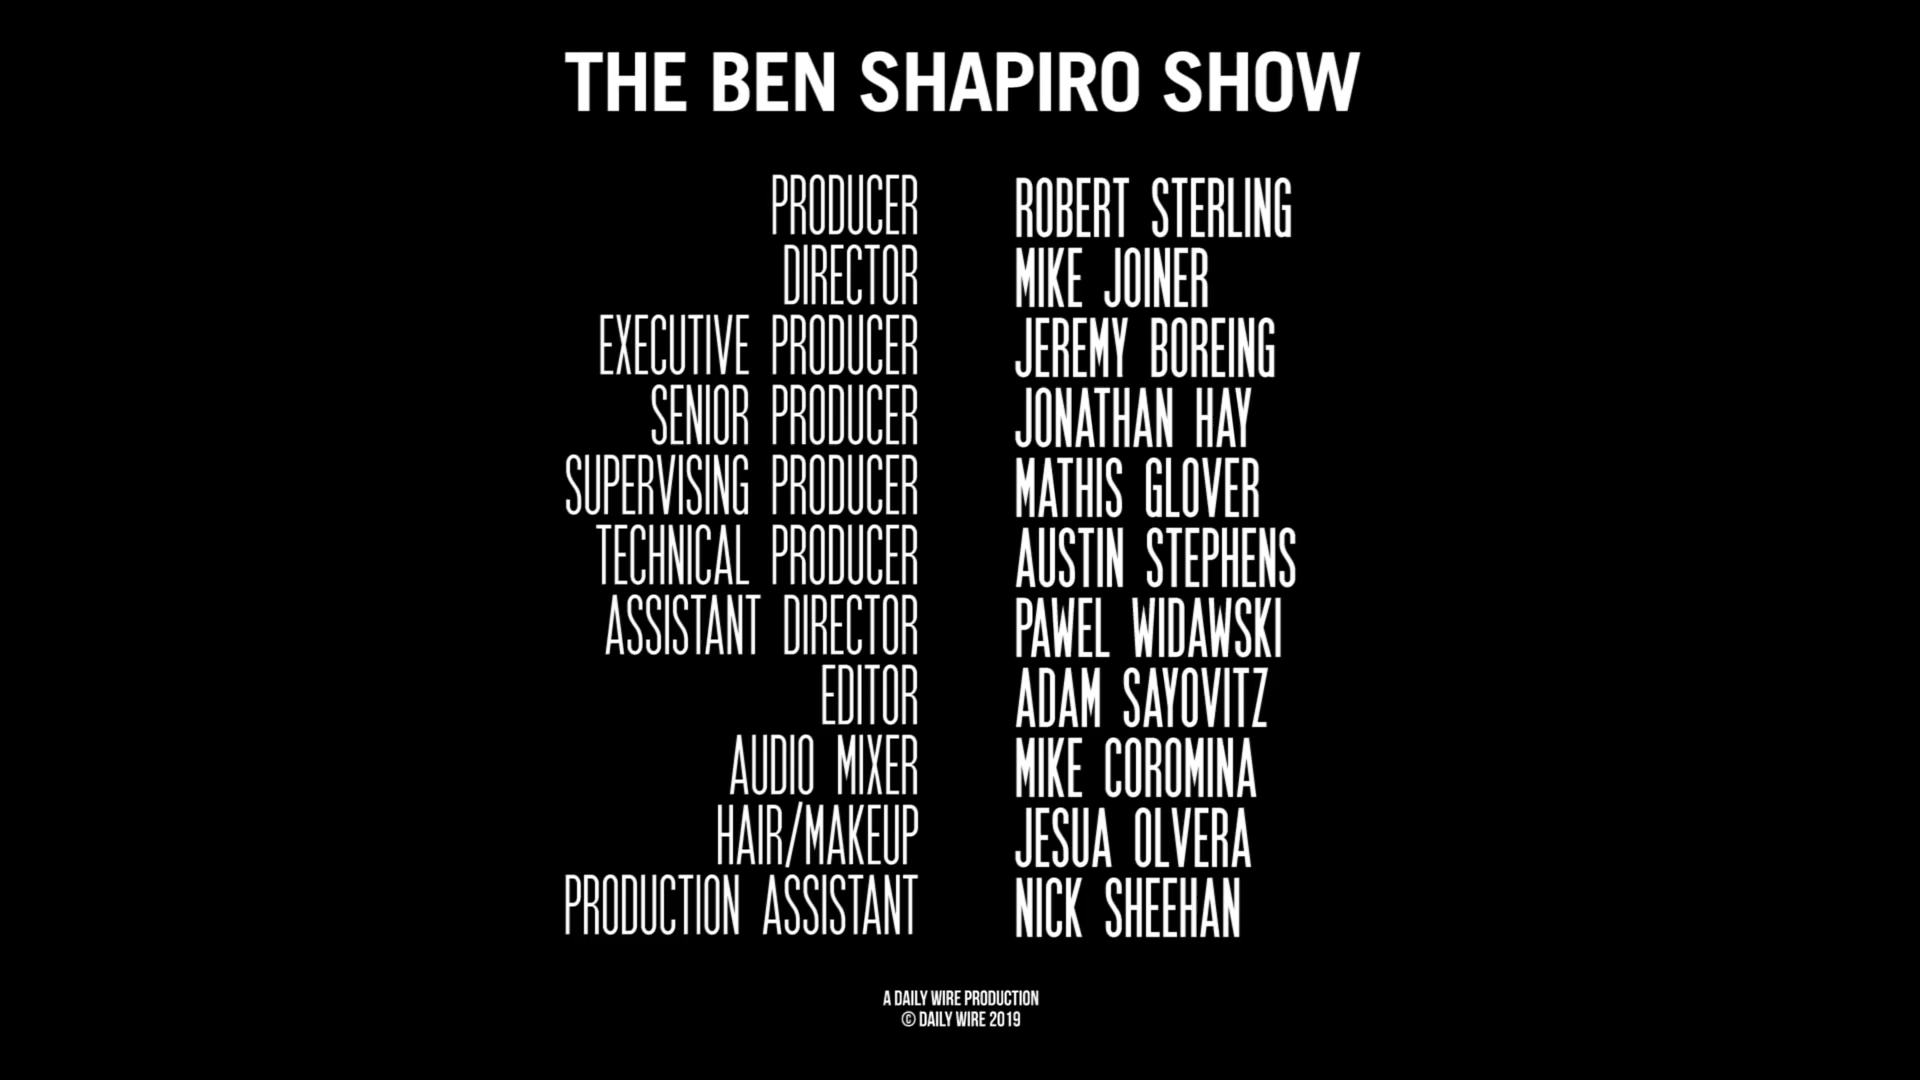 THE BEN SHAPIRO SHOW
PRODUCER ROBERT STERLING
DIRECTOR MIKE JOINER
EXECUTIVE PRODUCER JEREMY BOREING
SENIOR PRODUCER JONATHAN HAY
SUPERVISING PRODUCER MATHIS GLOVER
TECHNICAL PRODUCER AUSTIN STEPHENS
ASSISTANT DIRECTOR PAWEL WIDAWSKI
EDITOR ADAM SAYOVITZ
AUDIO MIXER MIKE COROMINA
HAIR/MAKEUP JESUA OLVERA
PRODUCTION ASSISTANT NICK SHEEHAN
A DAILY WIRE PRODUCTION
© DAILY WIRE 2019